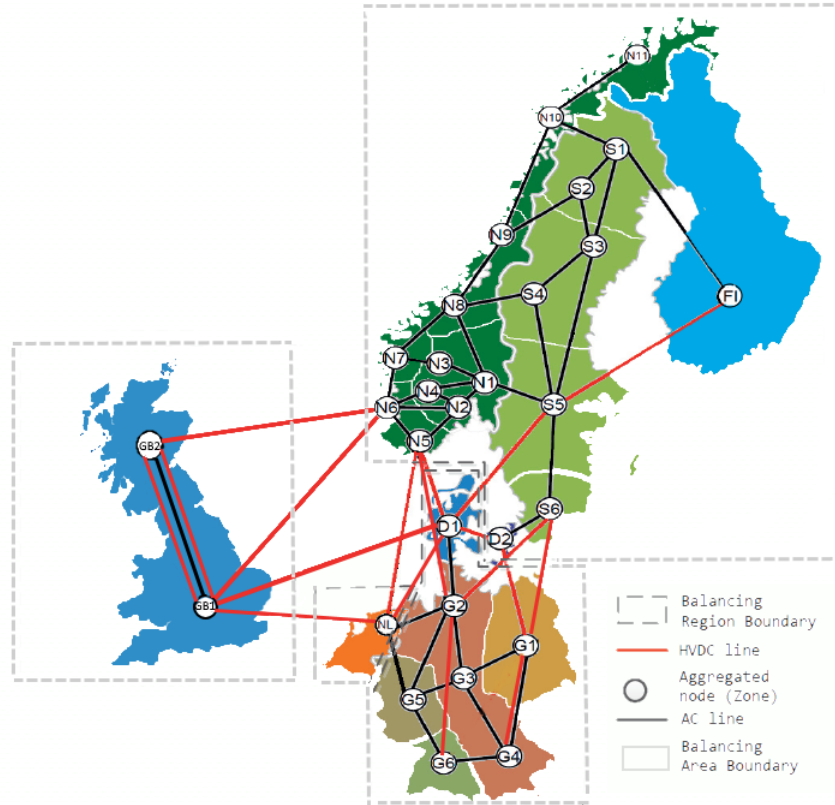 N11
N10
S1
S2
N9
S3
S4
FI
N8
N7
N3
N1
N4
N6
N2
S5
N5
GB2
S6
D1
D2
GB1
G2
NL
G1
G3
G5
G6
G4
Balancing
Region Boundary
HVDC line
Aggregated
node (Zone)
AC line
Balancing
Area Boundary